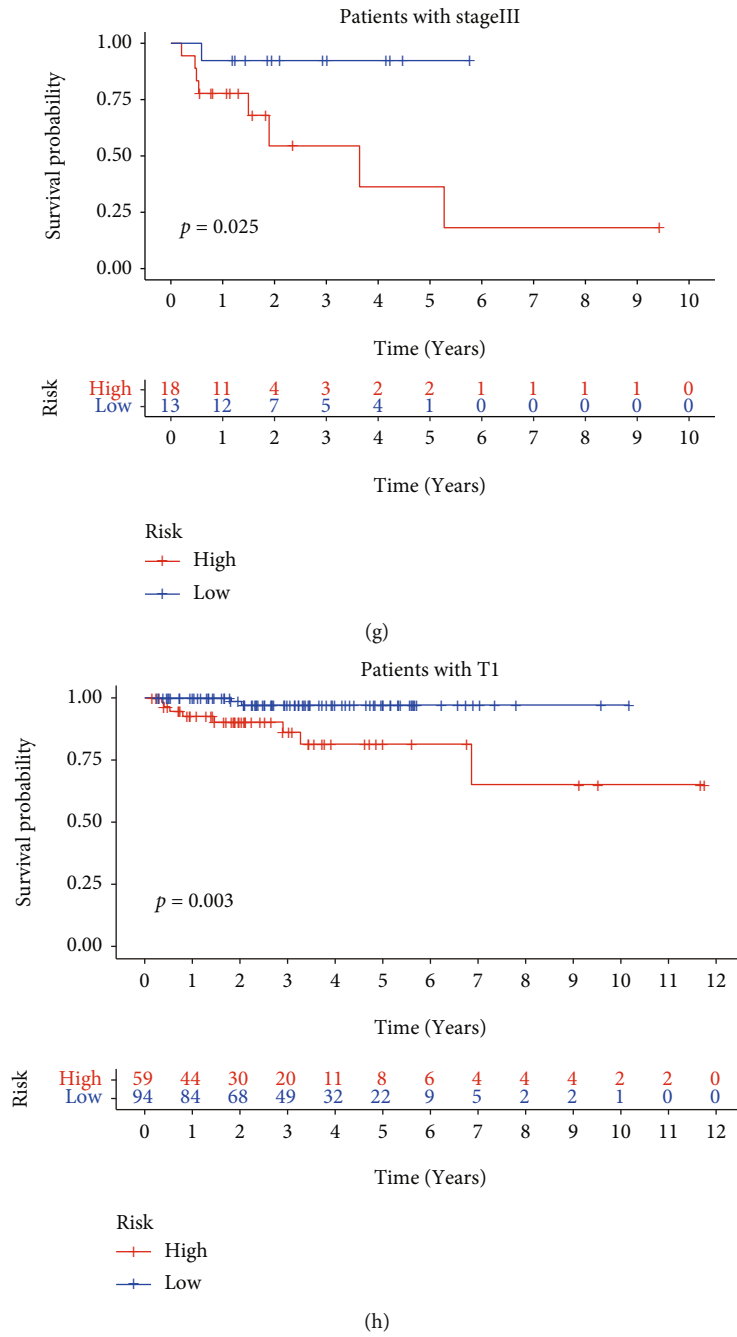 Patients with stageIII
1.00
0.75
0.50
0.25
0.00
Survival probability
p = 0.025
0 1 2 3 4 5 6 7 8 9 10
Time (Years)
Risk
High 18 11 4 3 2 2 1 1 1 1 0
Low 13 12 7 5 4 1 0 0 0 0 0
0 1 2 3 4 5 6 7 8 9 10
Time (Years)
Risk
High
Low
(g)
Patients with T1
1.00
0.75
0.50
0.25
0.00
Survival probability
p = 0.003
0 1 2 3 4 5 6 7 8 9 10 11 12
Time (Years)
Risk
High 59 44 30 20 11 8 6 4 4 4 2 2 0
Low 94 84 68 49 32 22 9 5 2 2 1 0 0
0 1 2 3 4 5 6 7 8 9 10 11 12
Time (Years)
Risk
High
Low
(h)